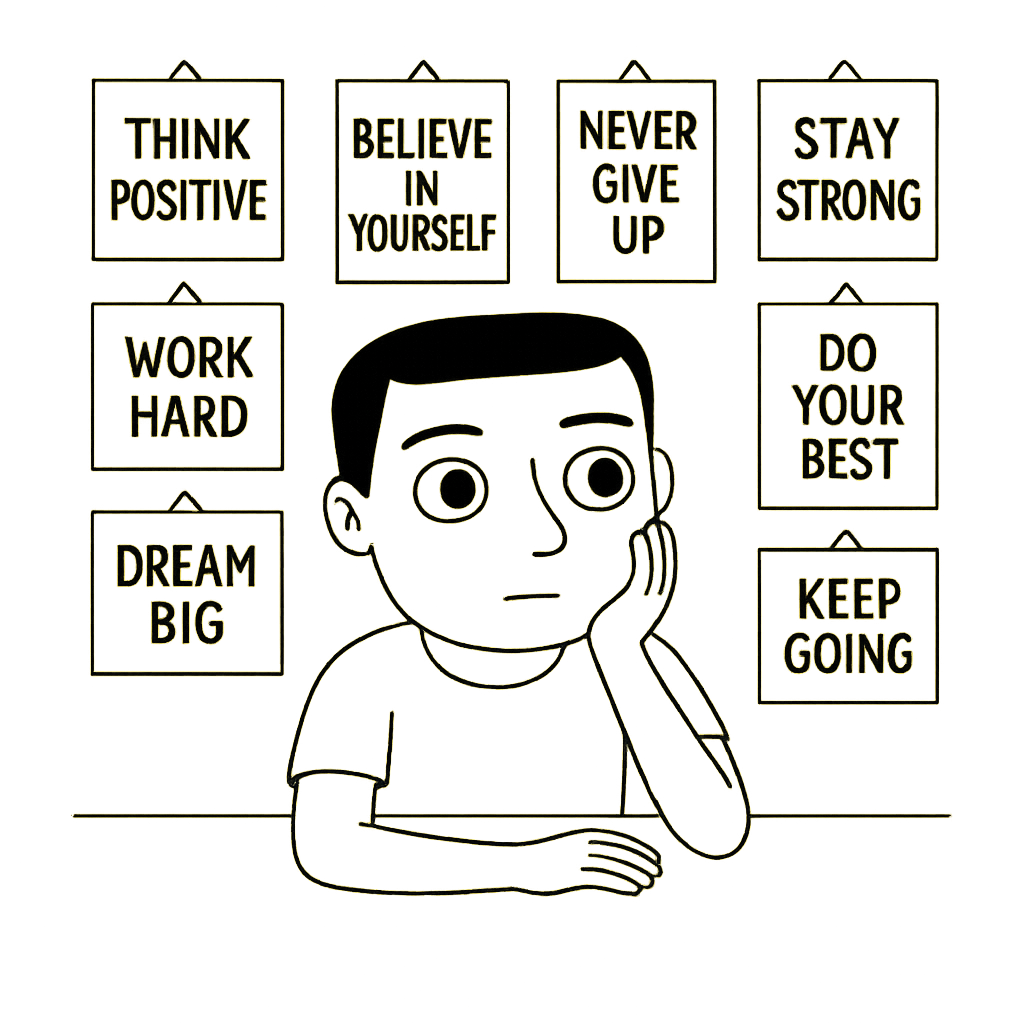 THINK
POSITIVE
BELIEVE
IN
YOURSELF
NEVER
GIVE
UP
STAY
STRONG
WORK
HARD
DO
YOUR
BEST
DREAM
BIG
KEEP
GOING